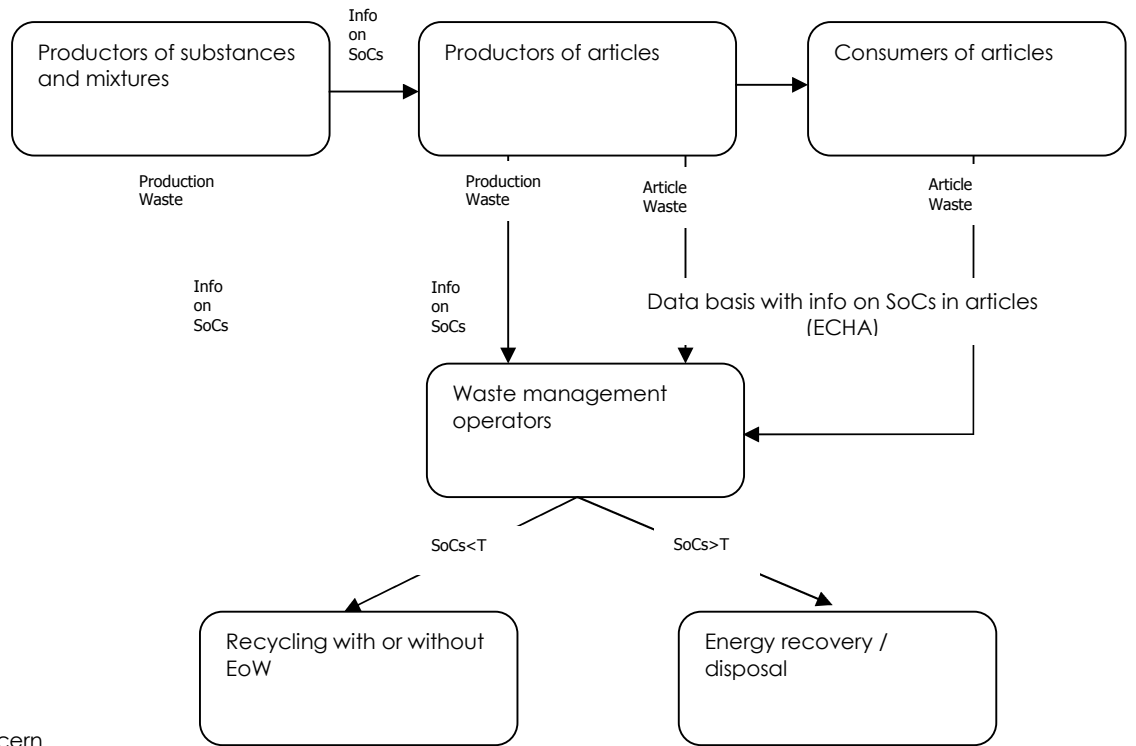 Info
on
SoCs
Productors of substances
and mixtures
Productors of articles
Consumers of articles
Production
Waste
Production
Waste
Article
Waste
Article
Waste
Info
on
SoCs
Info
on
SoCs
Data basis with info on SoCs in articles
(ECHA)
Waste management
operators
SoCs<T
SoCs>T
Recycling with or without
EoW
Energy recovery /
disposal
cern